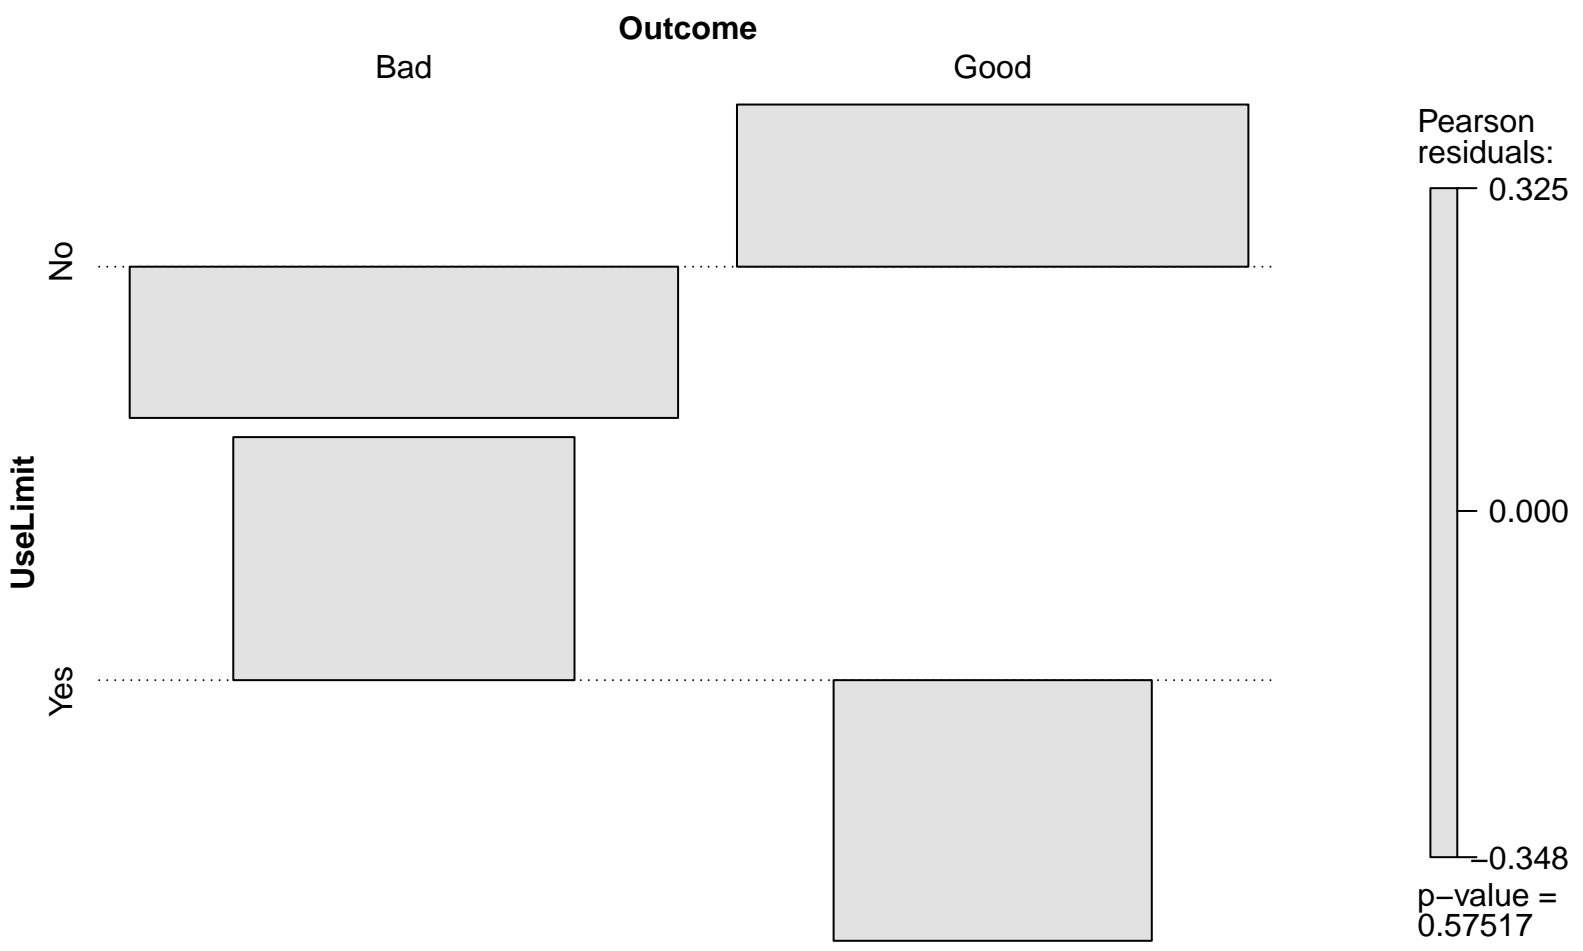 Outcome
Bad Good
No
Yes
UseLimit
Pearson
residuals:
0.325
0.000
−0.348
p−value =
0.57517